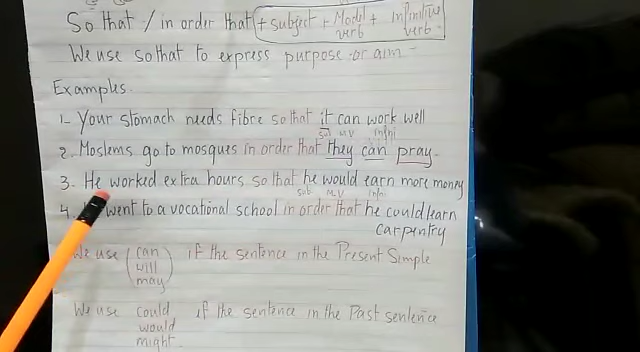 So that / in order that + subject + Model verb + infinitive verb
We use so that to express purpose or aim
Examples.
1- Your stomach needs fibre so that it can work well
sub MV infini
2. Moslems go to mosques in order that they can pray.
3. He worked extra hours so that he would earn more money
sub M.V inf
4. went to a vocational school in order that he could learn
carpentry
We use (can
will
may) if the sentence in the Present Simple
We use could
would
might if the sentence in the Past sentence